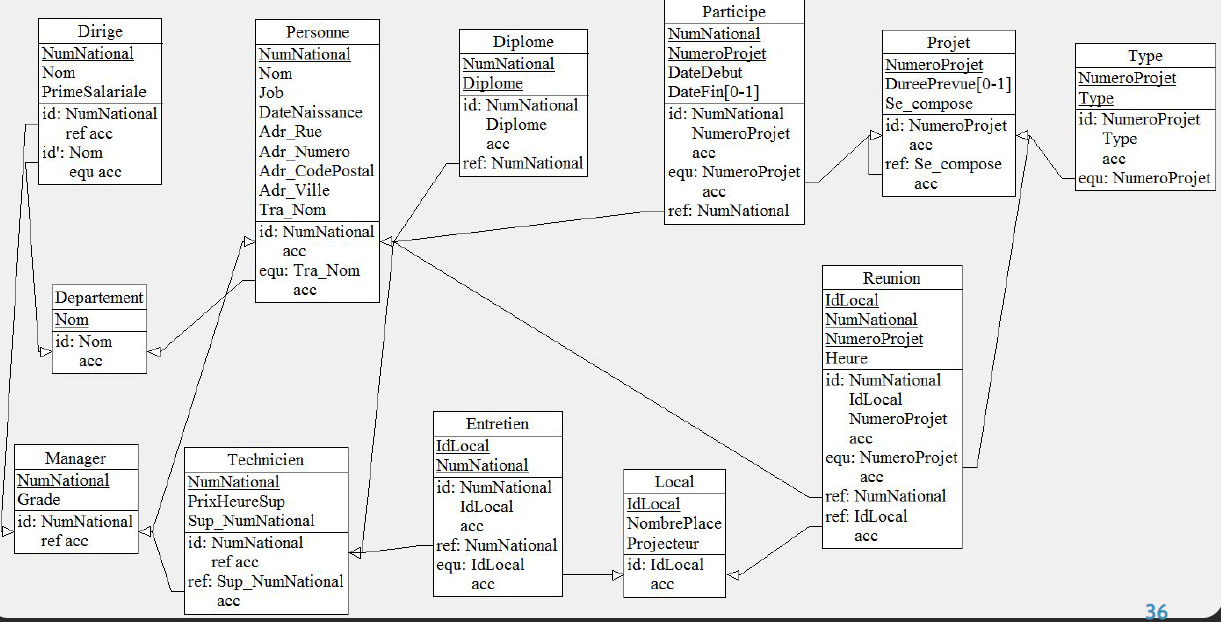 Dirige
NumNational
Nom
PrimeSalariale
id: NumNational
ref acc
id': Nom
equ acc
Personne
NumNational
Nom
Job
DateNaissance
Adr_Rue
Adr_Numero
Adr_CodePostal
Adr_Ville
Tra_Nom
id: NumNational
acc
equ: Tra_Nom
acc
Diplome
NumNational
Diplome
id: NumNational
Diplome
acc
ref: NumNational
Participe
NumNational
NumeroProjet
DateDebut
DateFin[0-1]
id: NumNational
NumeroProjet
acc
equ: NumeroProjet
acc
ref: NumNational
Projet
NumeroProjet
DureePrevue[0-1]
Se_compose
id: NumeroProjet
acc
ref: Se_compose
acc
Type
NumeroProjet
Type
id: NumeroProjet
Type
acc
equ: NumeroProjet
Departement
Nom
id: Nom
acc
Reunion
IdLocal
NumNational
NumeroProjet
Heure
id: NumNational
IdLocal
NumeroProjet
acc
equ: NumeroProjet
acc
ref: NumNational
ref: IdLocal
acc
Manager
NumNational
Grade
id: NumNational
ref acc
Technicien
NumNational
PrixHeureSup
Sup_NumNational
id: NumNational
ref acc
ref: Sup_NumNational
acc
Entretien
IdLocal
NumNational
id: NumNational
IdLocal
acc
ref: NumNational
equ: IdLocal
acc
Local
IdLocal
NombrePlace
Projecteur
id: IdLocal
acc
36